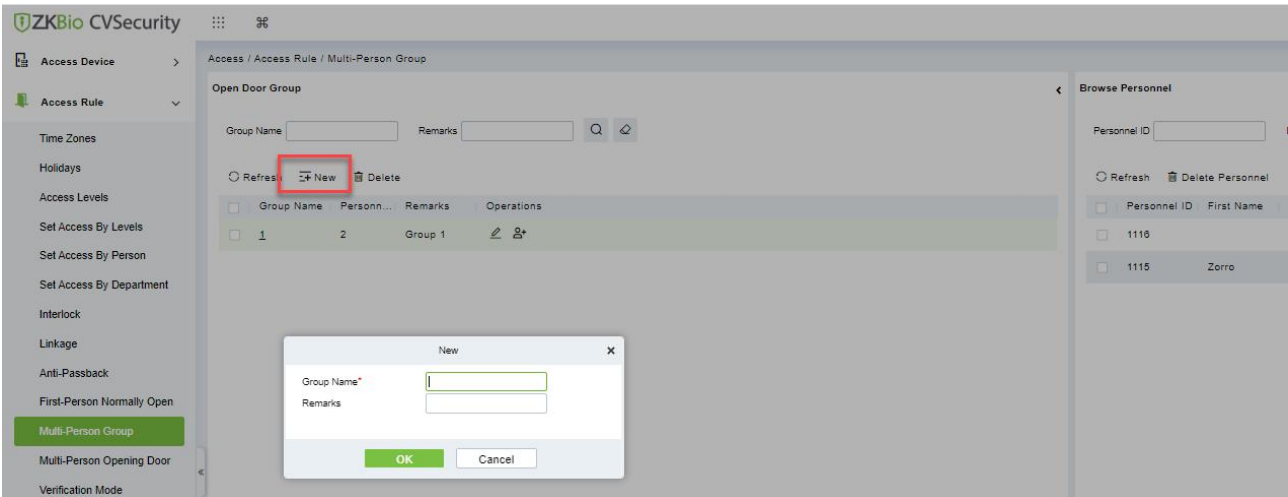 ZKBio CVSecurity
Access Device
Access Rule
Time Zones
Holidays
Access Levels
Set Access By Levels
Set Access By Person
Set Access By Department
Interlock
Linkage
Anti-Passback
First-Person Normally Open
Multi-Person Group
Multi-Person Opening Door
Verification Mode
Access / Access Rule / Multi-Person Group
Open Door Group
Group Name Remarks
Refresh New Delete
Group Name Personn... Remarks Operations
1 2 Group 1
New
Group Name*
Remarks
OK Cancel
Browse Personnel
Personnel ID
Refresh Delete Personnel
Personnel ID First Name
1116
1115 Zorro